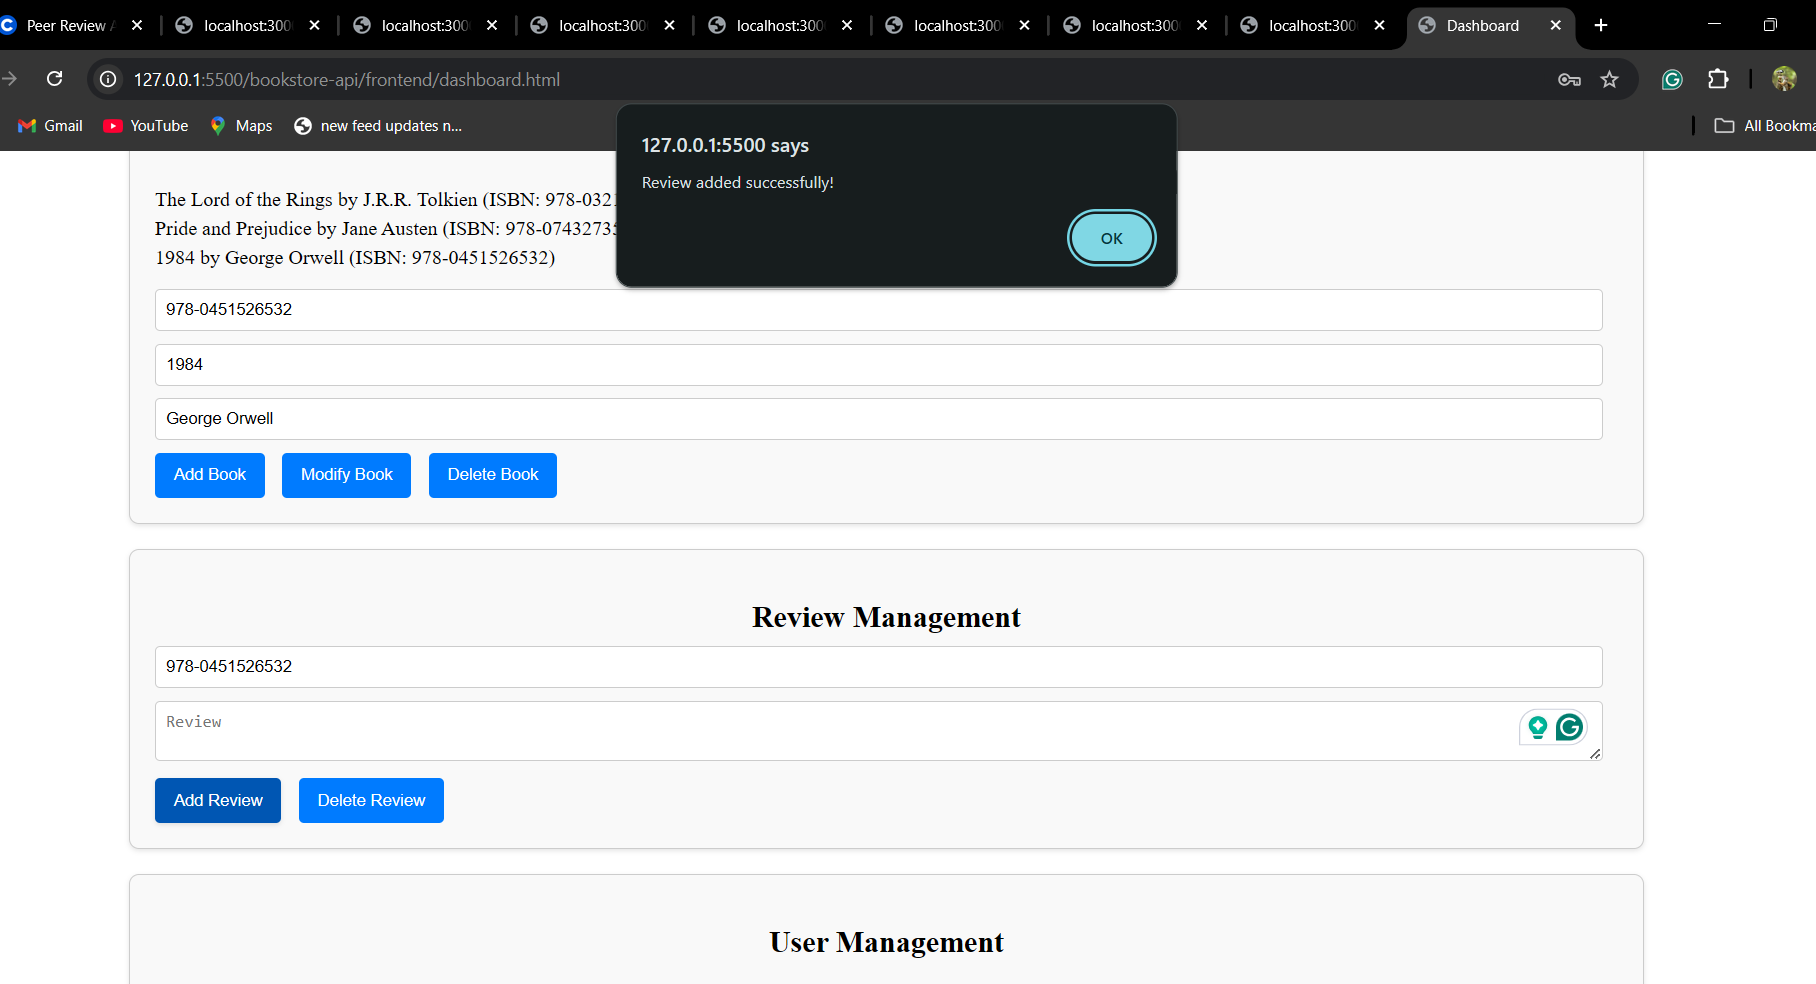 Peer Review
localhost:300
localhost:300
localhost:300
localhost:300
localhost:300
localhost:300
localhost:300
Dashboard
127.0.0.1:5500/bookstore-api/frontend/dashboard.html
Gmail
YouTube
Maps
new feed updates n...
All Bookma
127.0.0.1:5500 says
Review added successfully!
OK
The Lord of the Rings by J.R.R. Tolkien (ISBN: 978-032
Pride and Prejudice by Jane Austen (ISBN: 978-0743273
1984 by George Orwell (ISBN: 978-0451526532)
978-0451526532
1984
George Orwell
Add Book
Modify Book
Delete Book
Review Management
978-0451526532
Review
Add Review
Delete Review
User Management